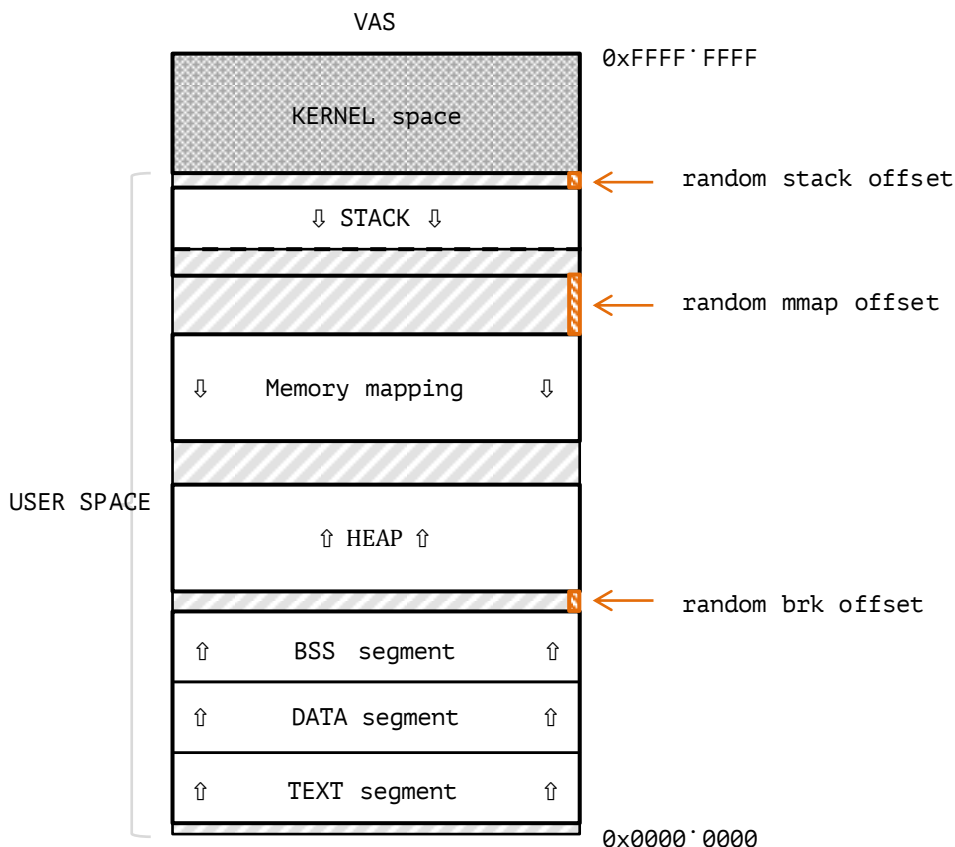 VAS
0xFFFF˙FFFF
KERNEL space
random stack offset
⇩ STACK ⇩
random mmap offset
⇩ Memory mapping ⇩
USER SPACE
⇧ HEAP ⇧
random brk offset
⇧ BSS segment ⇧
⇧ DATA segment ⇧
⇧ TEXT segment ⇧
0x0000˙0000